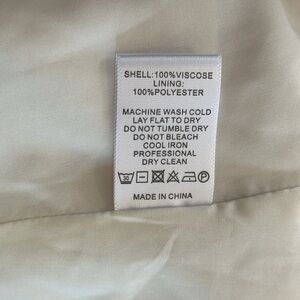 SHELL:100%VISCOSE
LINING:
100%POLYESTER
MACHINE WASH COLD
LAY FLAT TO DRY
DO NOT TUMBLE DRY
DO NOT BLEACH
COOL IRON
PROFESSIONAL
DRY CLEAN
30 P
MADE IN CHINA